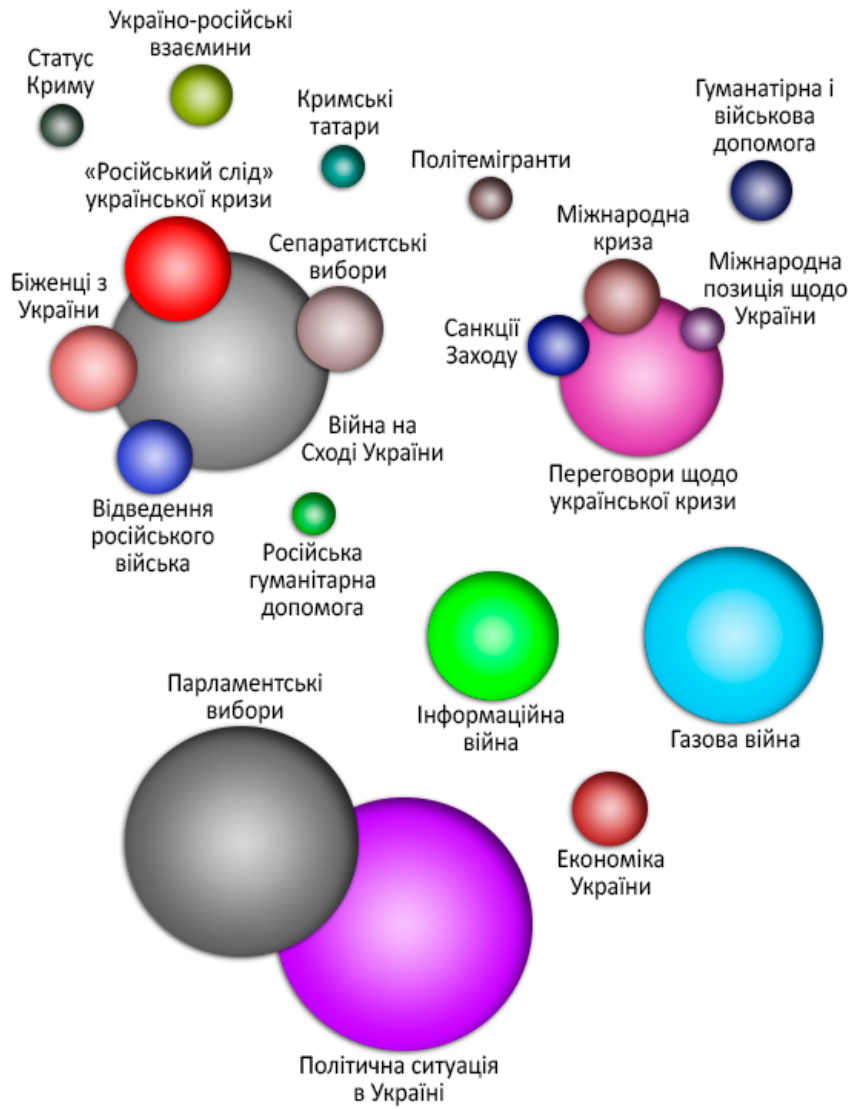 Україно-російські
взаємини
Статус
Криму
Кримські
татари
Гуманатірна і
військова
допомога
Політемігранти
«Російський слід»
української кризи
Сепаратистські
вибори
Міжнародна
криза
Міжнародна
позиція щодо
України
Біженці з
України
Санкції
Заходу
Війна на
Сході України
Переговори щодо
української кризи
Відведення
російського
війська
Російська
гуманітарна
допомога
Парламентські
вибори
Інформаційна
війна
Газова війна
Економіка
України
Політична ситуація
в Україні